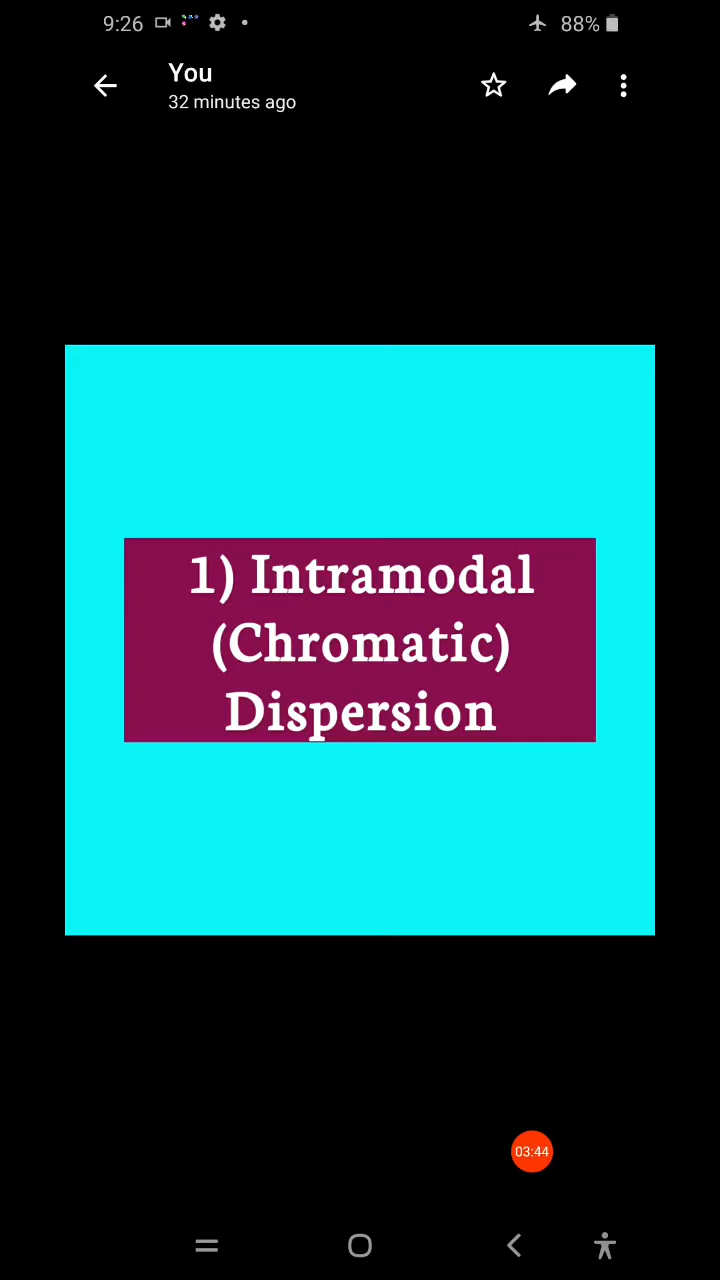 9:26
88%
You
32 minutes ago
1) Intramodal
(Chromatic)
Dispersion
03:44